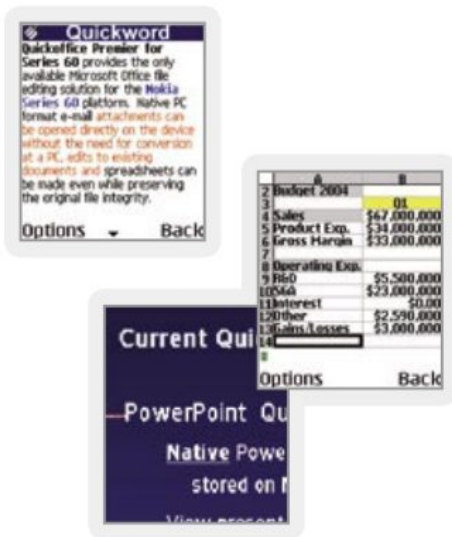 Quickword
Quickoffice Premier for
Series 60 provides the only
available Microsoft Office file
editing solution for the Nokia
Series 60 platform. Native PC
format e-mail attachments can
be opened directly on the device
without the need for conversion
at a PC, edits to existing
documents and spreadsheets can
be made even while preserving
the original file integrity.
Options Back
A B
2 Budget 2004
3 Q1
4 Sales $67,000,000
5 Product Exp. $34,000,000
6 Gross Margin $33,000,000
7
8 Operating Exp.
9 R&D $5,500,000
10 SG&A $23,000,000
11 Interest $0.00
12 Other $2,590,000
13 Gains/Losses $3,000,000
14
Options Back
Current Qui
PowerPoint Qu
Native Powe
stored on
View present